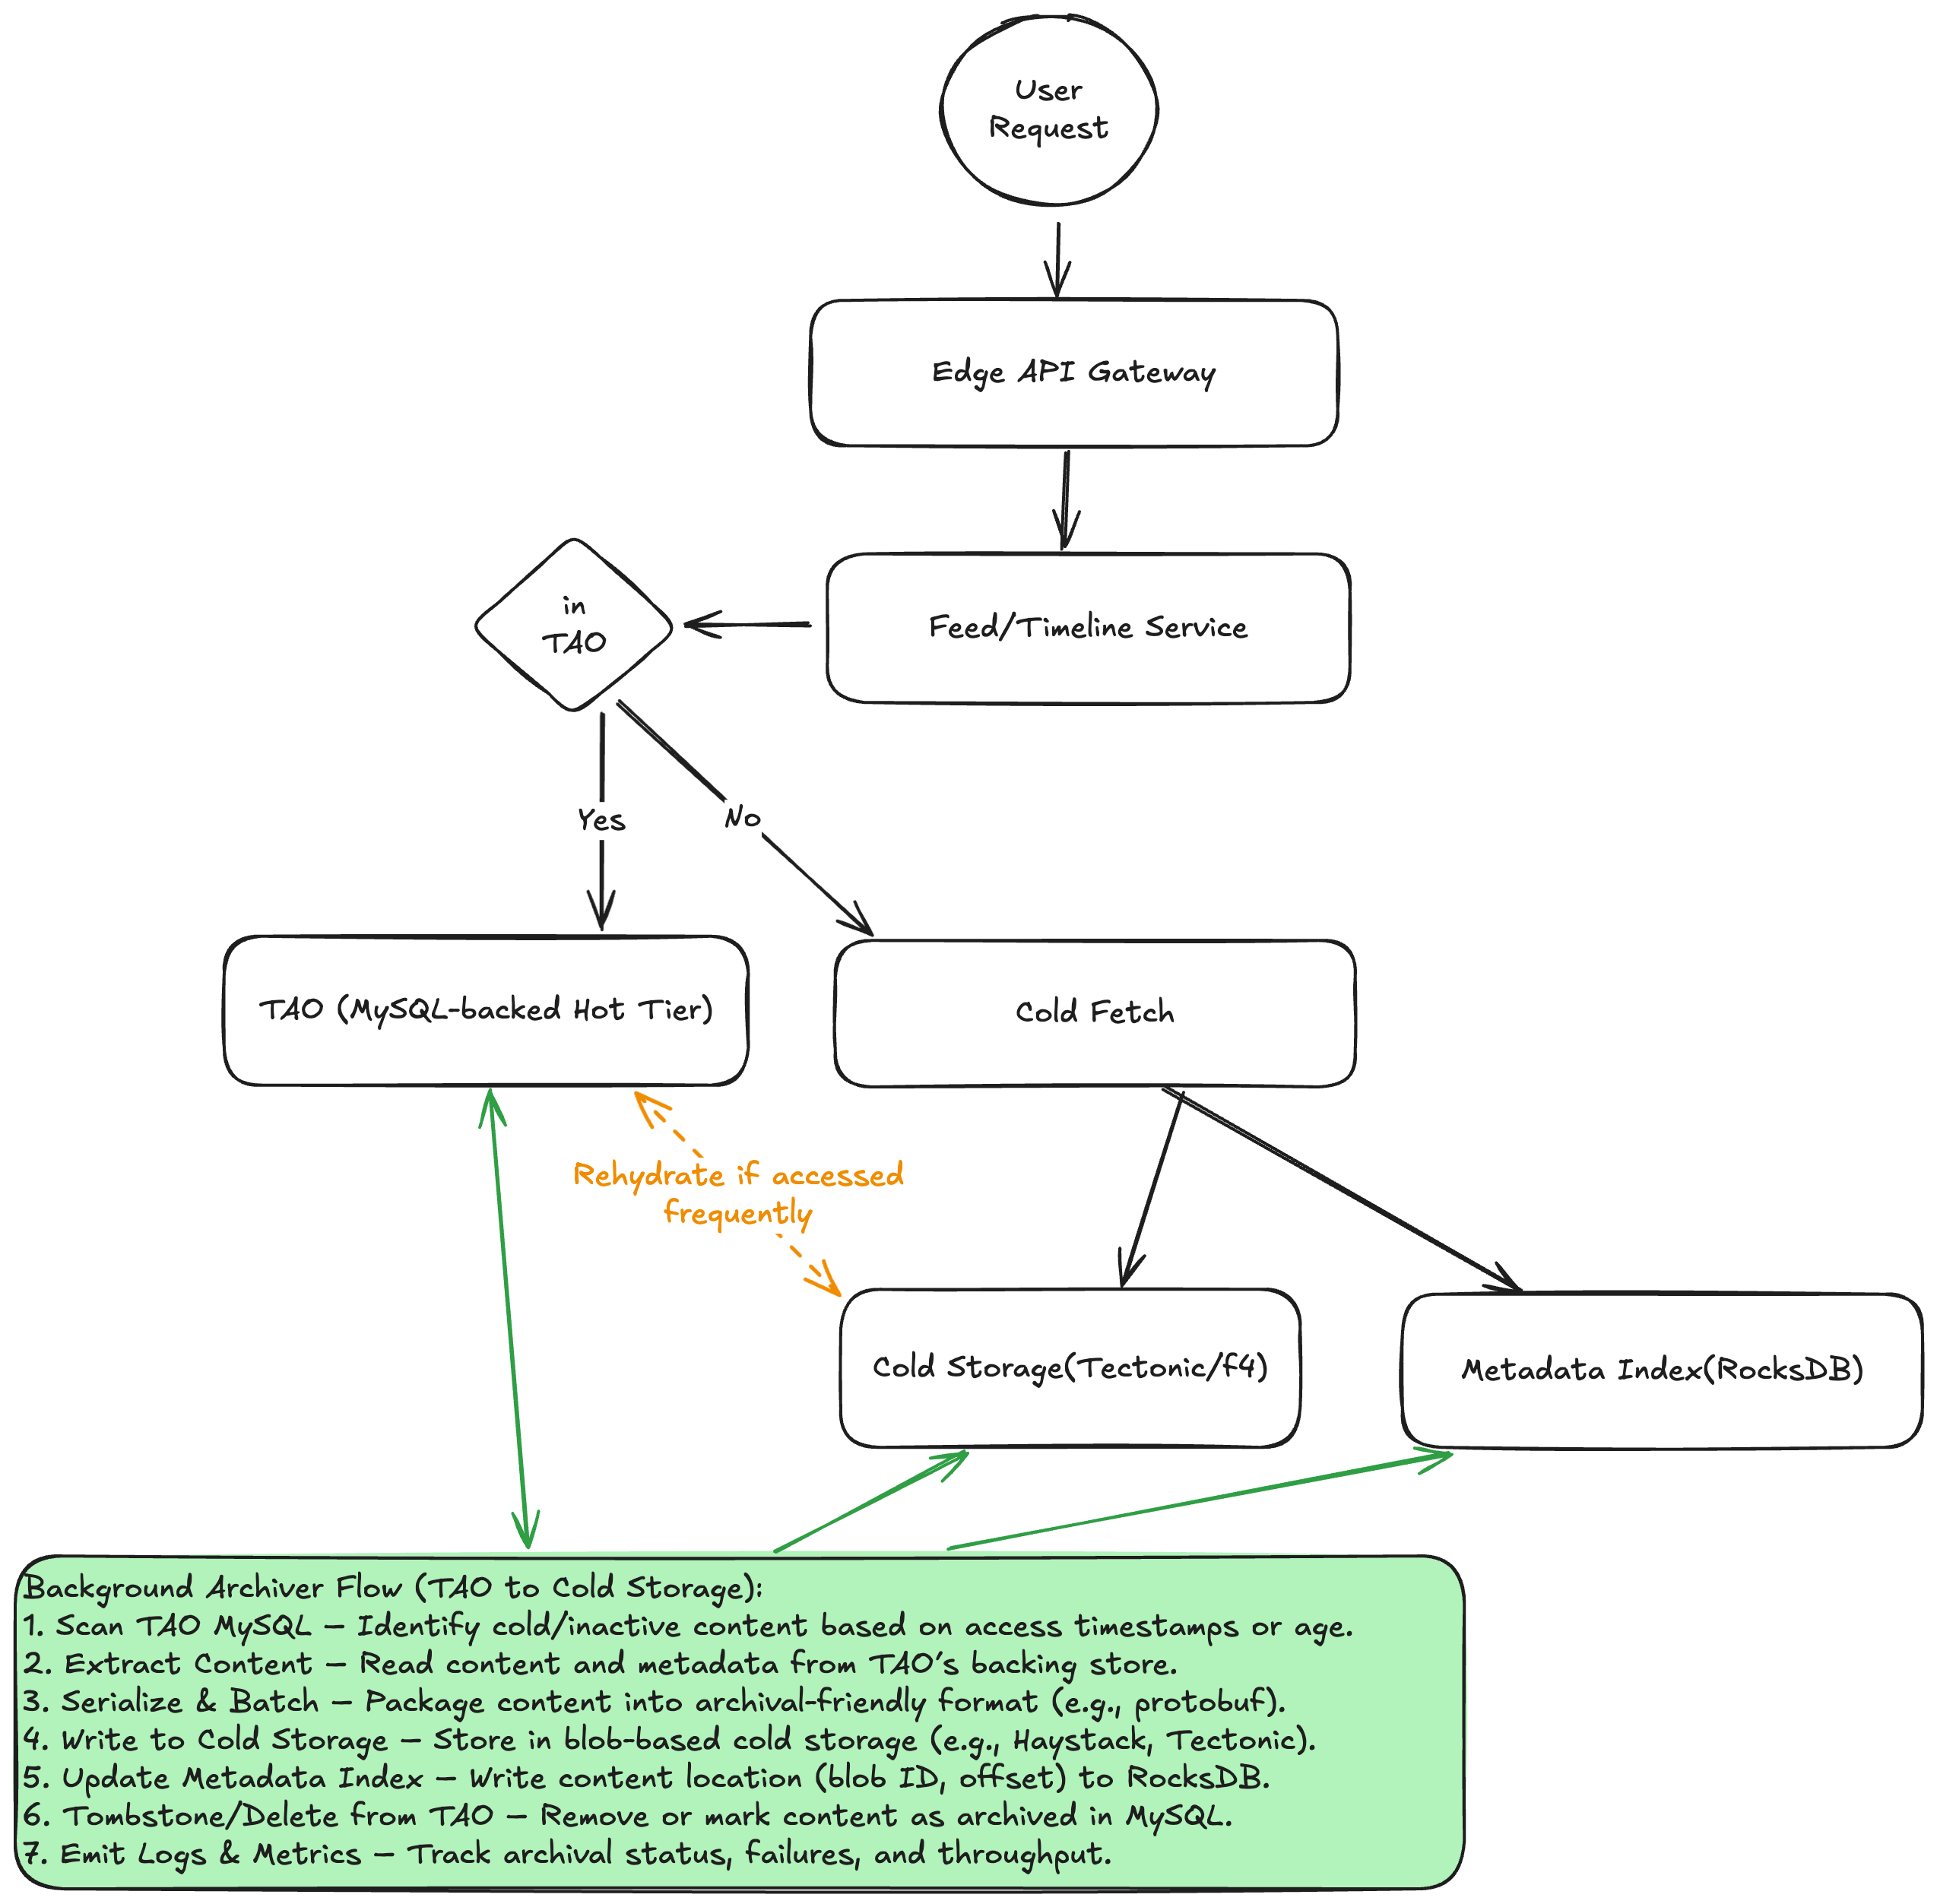 User
Request
Edge API Gateway
in
TAO
Feed/Timeline Service
Yes
No
TAO (MySQL-backed Hot Tier)
Cold Fetch
Rehydrate if accessed
frequently
Cold Storage(Tectonic/f4)
Metadata Index(RocksDB)
Background Archiver Flow (TAO to Cold Storage):
1. Scan TAO MySQL – Identify cold/inactive content based on access timestamps or age.
2. Extract Content – Read content and metadata from TAO's backing store.
3. Serialize & Batch – Package content into archival-friendly format (e.g., protobuf).
4. Write to Cold Storage – Store in blob-based cold storage (e.g., Haystack, Tectonic).
5. Update Metadata Index – Write content location (blob ID, offset) to RocksDB.
6. Tombstone/Delete from TAO – Remove or mark content as archived in MySQL.
7. Emit Logs & Metrics – Track archival status, failures, and throughput.